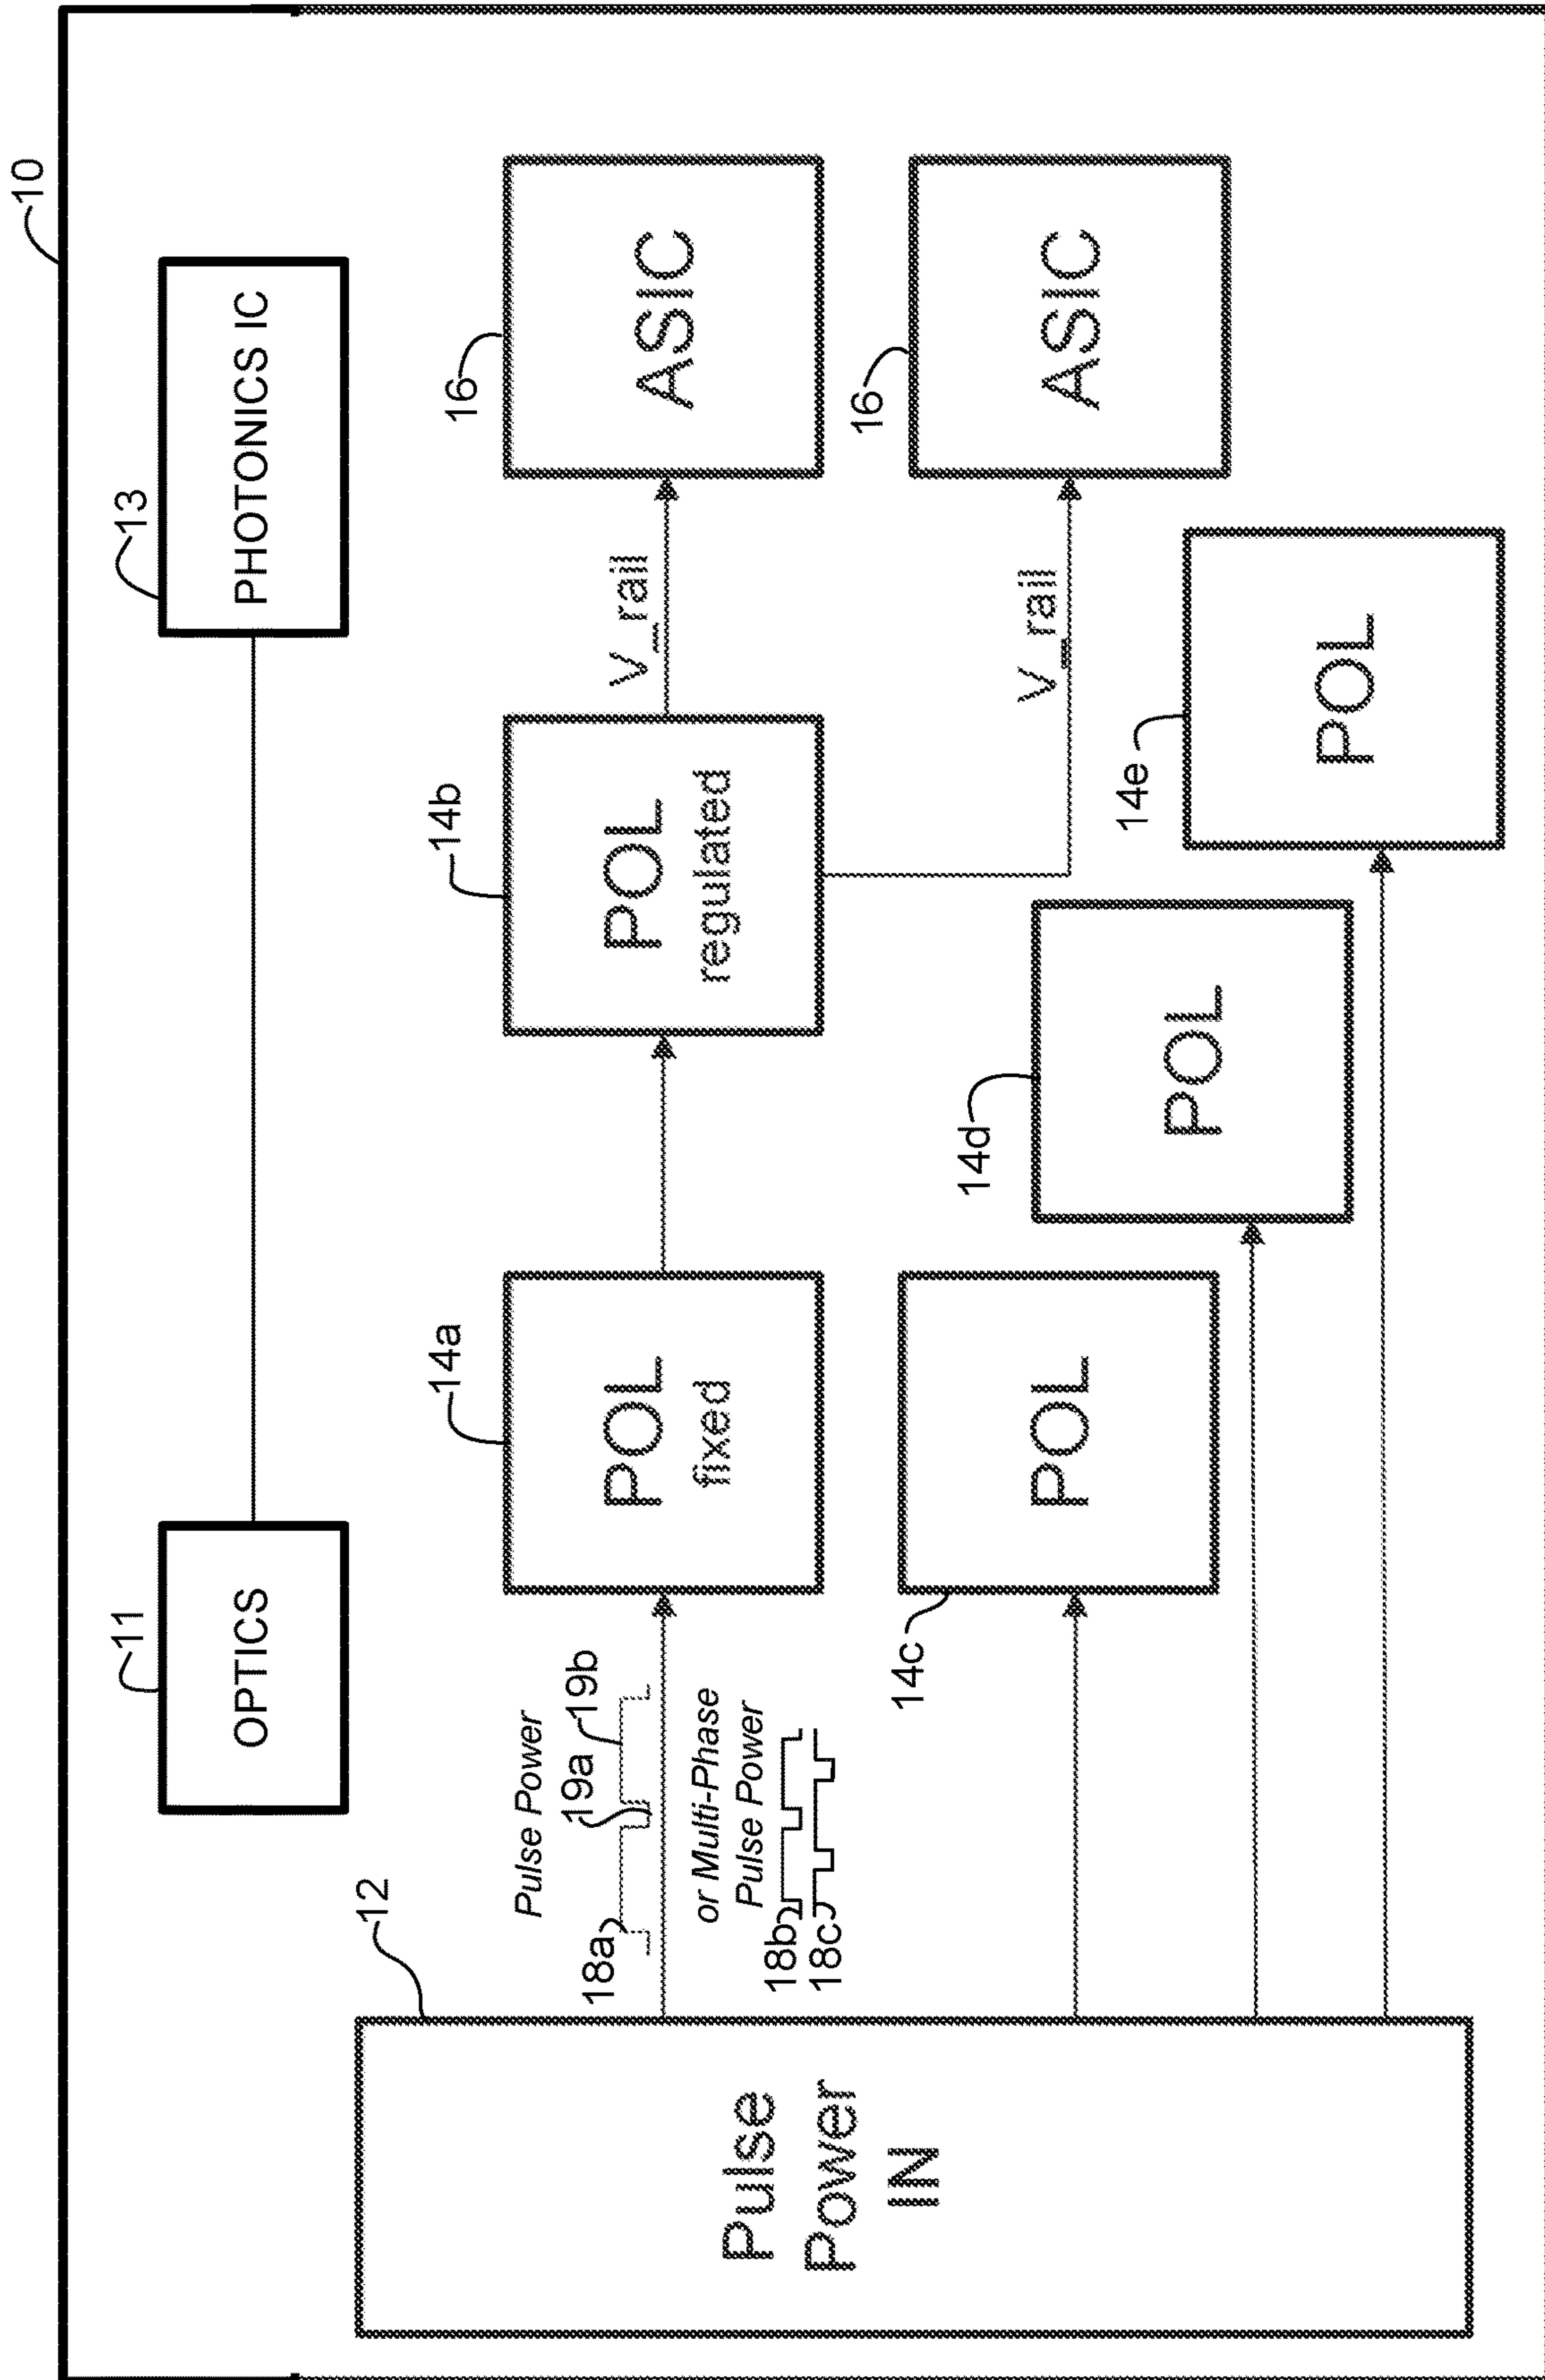 10
11
OPTICS
13
PHOTONICS IC
12
Pulse
Power
IN
Pulse Power
18a
19a
19b
or Multi-Phase
Pulse Power
18b
18c
14a
POL
fixed
14b
POL
regulated
V_rail
16
ASIC
V_rail
16
ASIC
14c
POL
14d
POL
14e
POL